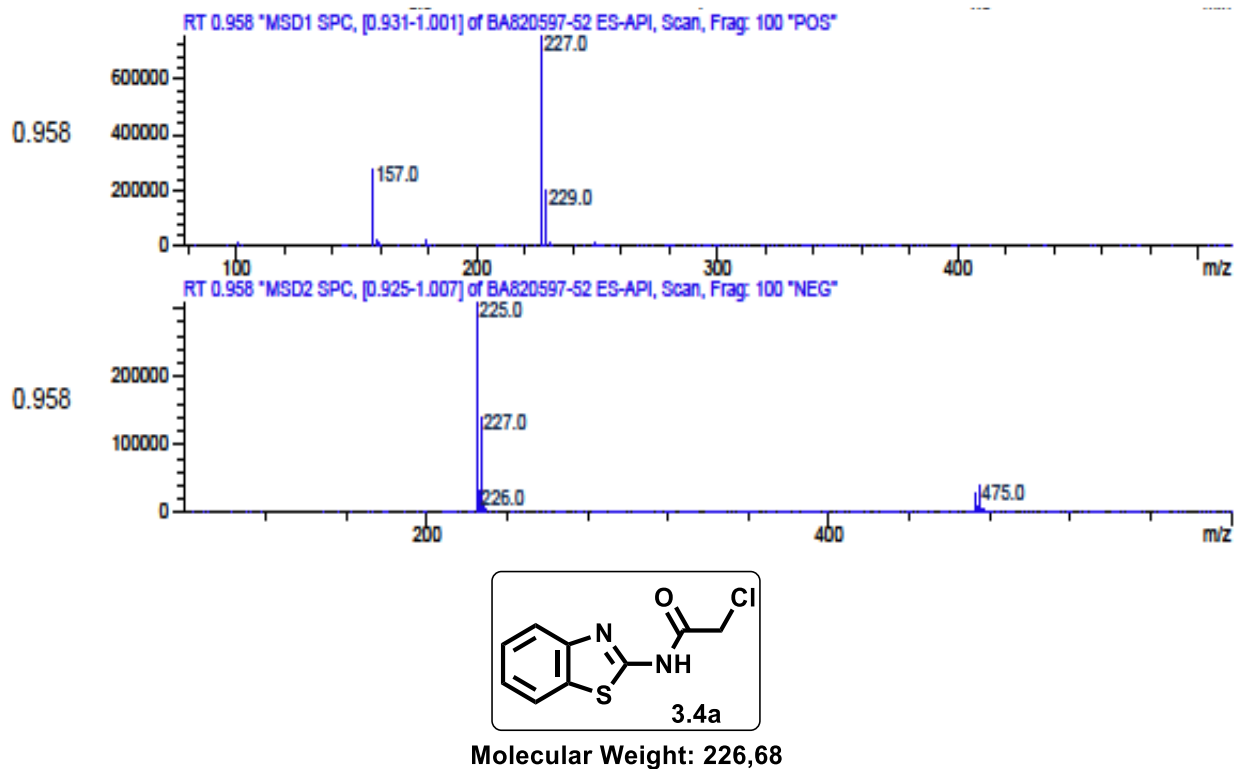 RT 0.958 "MSD1 SPC, [0.931-1.001] of BA820597-52 ES-API, Scan, Frag: 100 "POS"
227.0
600000
0.958
400000
157.0
200000
229.0
0
100
200
300
400
m/z
RT 0.958 "MSD2 SPC, [0.925-1.007] of BA820597-52 ES-API, Scan, Frag: 100 "NEG"
225.0
200000
0.958
227.0
100000
226.0
475.0
0
200
400
m/z
O
Cl
N
NH
S
3.4a
Molecular Weight: 226,68